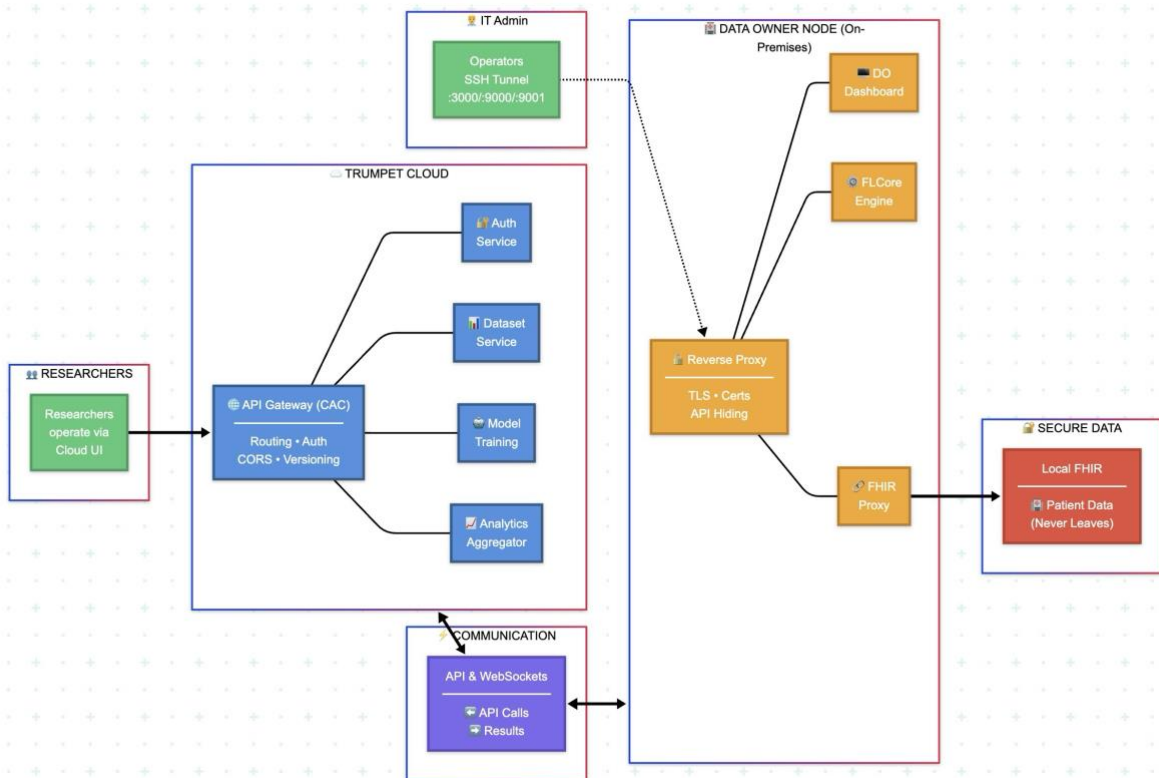 IT Admin
Operators
SSH Tunnel
:3000/:9000/:9001
DATA OWNER NODE (On-
Premises)
DO
Dashboard
FLCore
Engine
Reverse Proxy
TLS • Certs
API Hiding
FHIR
Proxy
TRUMPET CLOUD
Auth
Service
Dataset
Service
API Gateway (CAC)
Routing • Auth
CORS • Versioning
Model
Training
Analytics
Aggregator
RESEARCHERS
Researchers
operate via
Cloud UI
SECURE DATA
Local FHIR
Patient Data
(Never Leaves)
COMMUNICATION
API & WebSockets
API Calls
Results